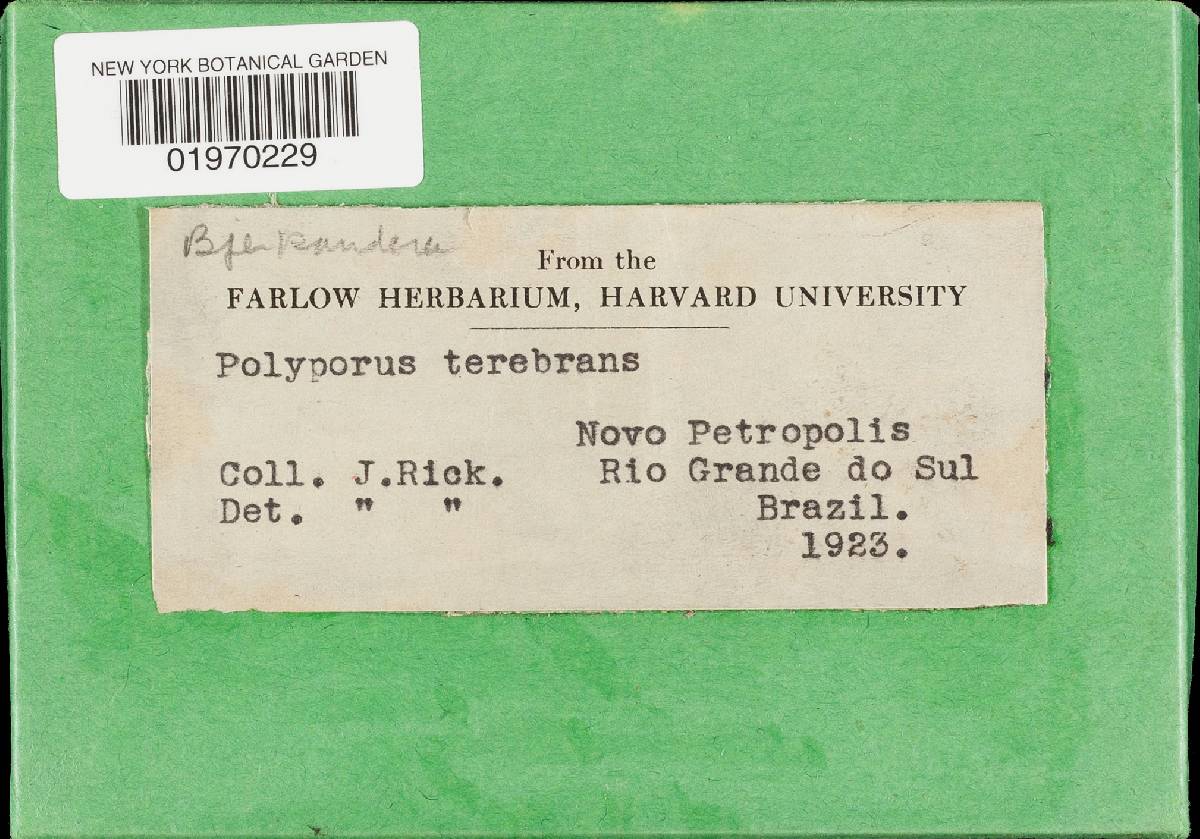 NEW YORK BOTANICAL GARDEN
01970229
Bjerkandera
From the
FARLOW HERBARIUM, HARVARD UNIVERSITY
Polyporus terebrans
Novo Petropolis
Coll. J.Rick. Rio Grande do Sul
Det. " " Brazil.
1923.